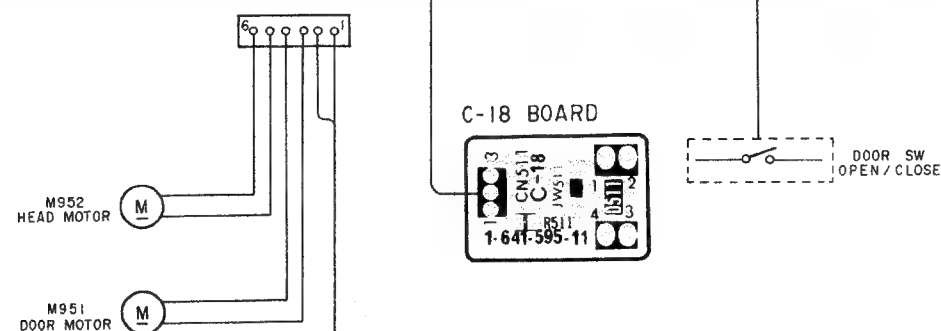 6 1
C-18 BOARD
3
CN511
C-18
JW511
1 2
4 3
1
R511
1-641-595-11
DOOR SW
OPEN/CLOSE
M952
HEAD MOTOR
M
M951
DOOR MOTOR
M